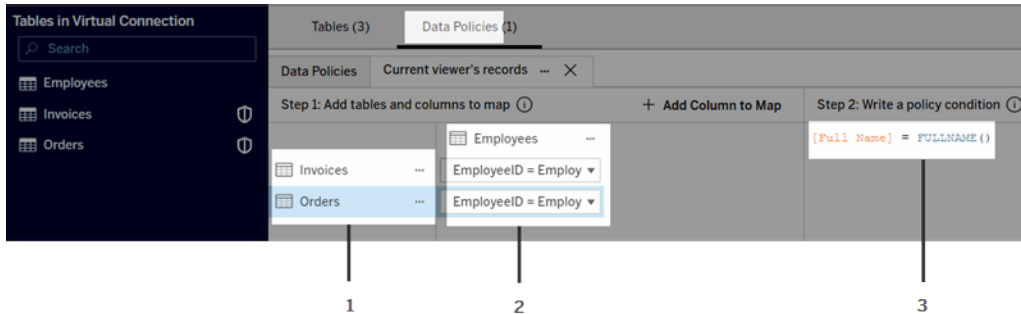 Tables in Virtual Connection
Search
Employees
Invoices
Orders
Tables (3)
Data Policies (1)
Data Policies
Current viewer's records
Step 1: Add tables and columns to map
+ Add Column to Map
Step 2: Write a policy condition
Employees
[Full Name] = FULLNAME()
Invoices
EmployeeID = Employ
Orders
EmployeeID = Employ
1
2
3